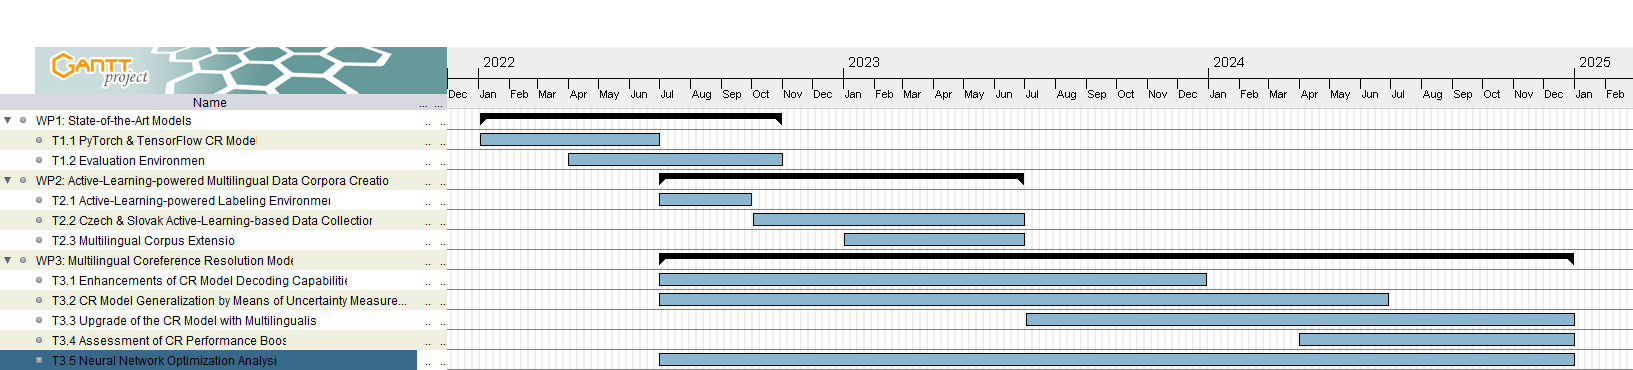 GANTT
project
2022 2023 2024 2025
Dec Jan Feb Mar Apr May Jun Jul Aug Sep Oct Nov Dec Jan Feb Mar Apr May Jun Jul Aug Sep Oct Nov Dec Jan Feb Mar Apr May Jun Jul Aug Sep Oct Nov Dec Jan Feb
Name ... ...
WP1: State-of-the-Art Models .. ..
T1.1 PyTorch & TensorFlow CR Model .. ..
T1.2 Evaluation Environmen .. ..
WP2: Active-Learning-powered Multilingual Data Corpora Creatio .. ..
T2.1 Active-Learning-powered Labeling Environmen .. ..
T2.2 Czech & Slovak Active-Learning-based Data Collection .. ..
T2.3 Multilingual Corpus Extensio .. ..
WP3: Multilingual Coreference Resolution Mode .. ..
T3.1 Enhancements of CR Model Decoding Capabilitie .. ..
T3.2 CR Model Generalization by Means of Uncertainty Measure... .. ..
T3.3 Upgrade of the CR Model with Multilingualis .. ..
T3.4 Assessment of CR Performance Boos .. ..
T3.5 Neural Network Optimization Analysi .. ..